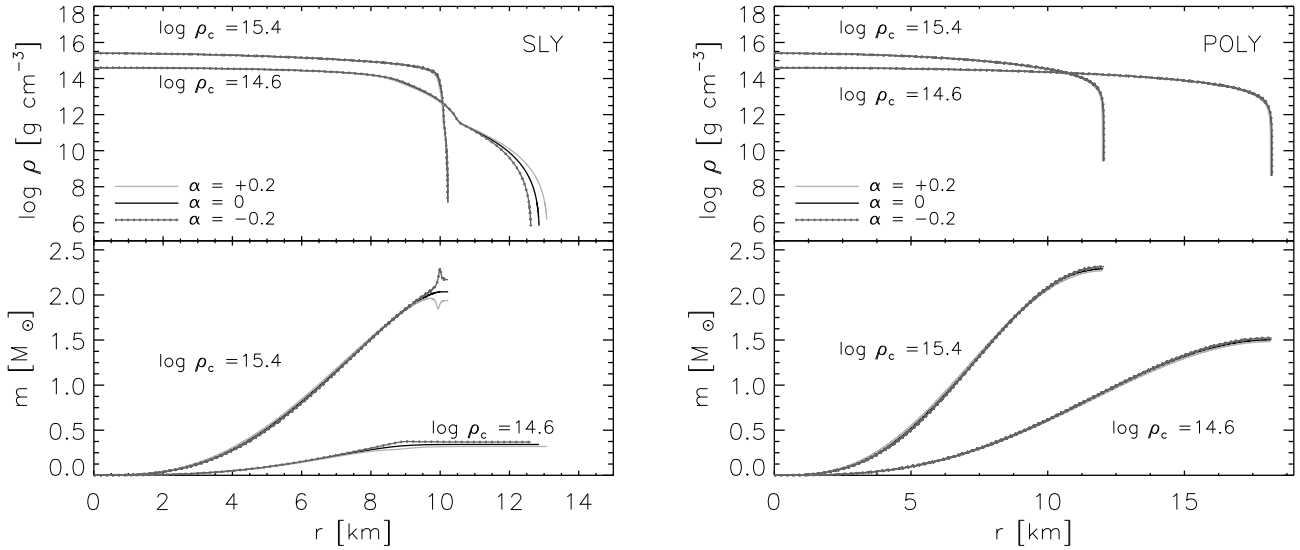 log ρc =15.4
SLY
log ρc =14.6
α = +0.2
α = 0
α = −0.2
log ρ [g cm−3]
18
16
14
12
10
8
6
log ρc =15.4
log ρc =14.6
m [M ⊙]
2.5
2.0
1.5
1.0
0.5
0.0
0 2 4 6 8 10 12 14
r [km]
log ρc =15.4
POLY
log ρc =14.6
α = +0.2
α = 0
α = −0.2
log ρ [g cm−3]
18
16
14
12
10
8
6
log ρc =15.4
log ρc =14.6
m [M ⊙]
2.5
2.0
1.5
1.0
0.5
0.0
0 5 10 15
r [km]